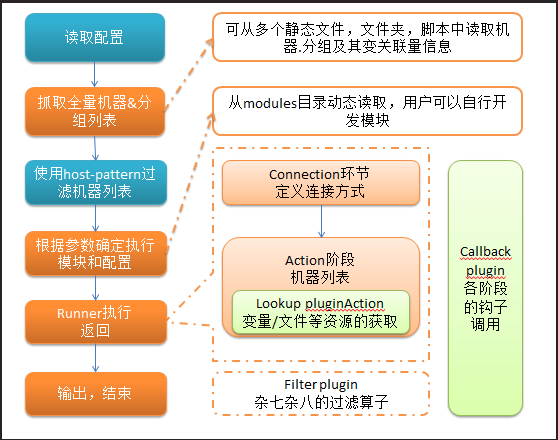 读取配置
抓取全量机器&分
组列表
使用host-pattern过
滤机器列表
根据参数确定执行
模块和配置
Runner执行
返回
输出，结束
可从多个静态文件，文件夹，脚本中读取机
器.分组及其变关联量信息
从modules目录动态读取，用户可以自行开
发模块
Connection环节
定义连接方式
Action阶段
机器列表
Lookup pluginAction
变量/文件等资源的获取
Filter plugin
杂七杂八的过滤算子
Callback
plugin
各阶段
的钩子
调用